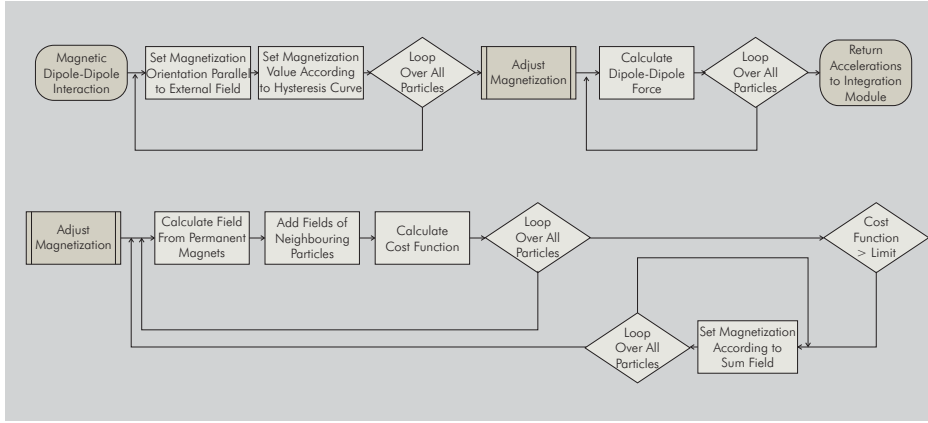 Magnetic
Dipole-Dipole
Interaction
Set Magnetization
Orientation Parallel
to External Field
Set Magnetization
Value According
to Hysteresis Curve
Loop
Over All
Particles
Adjust
Magnetization
Calculate
Dipole-Dipole
Force
Loop
Over All
Particles
Return
Accelerations
to Integration
Module
Adjust
Magnetization
Calculate Field
From Permanent
Magnets
Add Fields of
Neighbouring
Particles
Calculate
Cost Function
Loop
Over All
Particles
Cost
Function
> Limit
Set Magnetization
According to
Sum Field
Loop
Over All
Particles